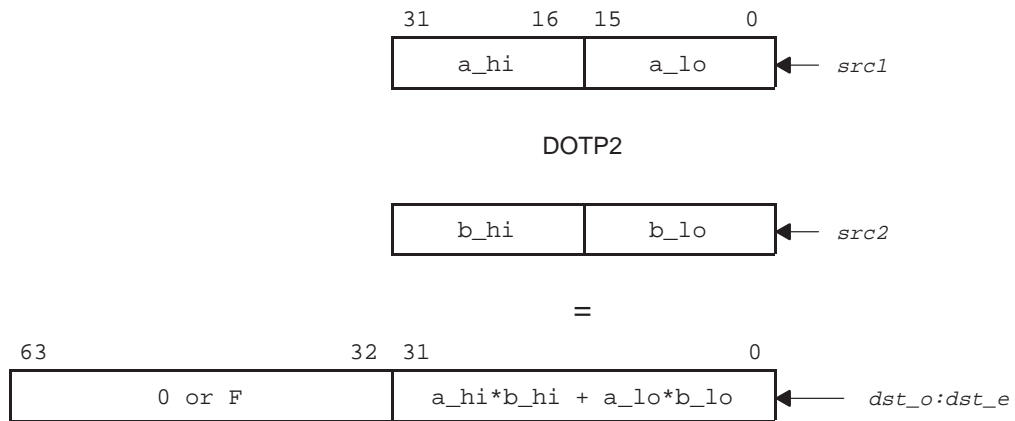 31 16 15 0
a_hi a_lo src1
DOTP2
b_hi b_lo src2
=
63 32 31 0
0 or F a_hi*b_hi + a_lo*b_lo dst_o:dst_e